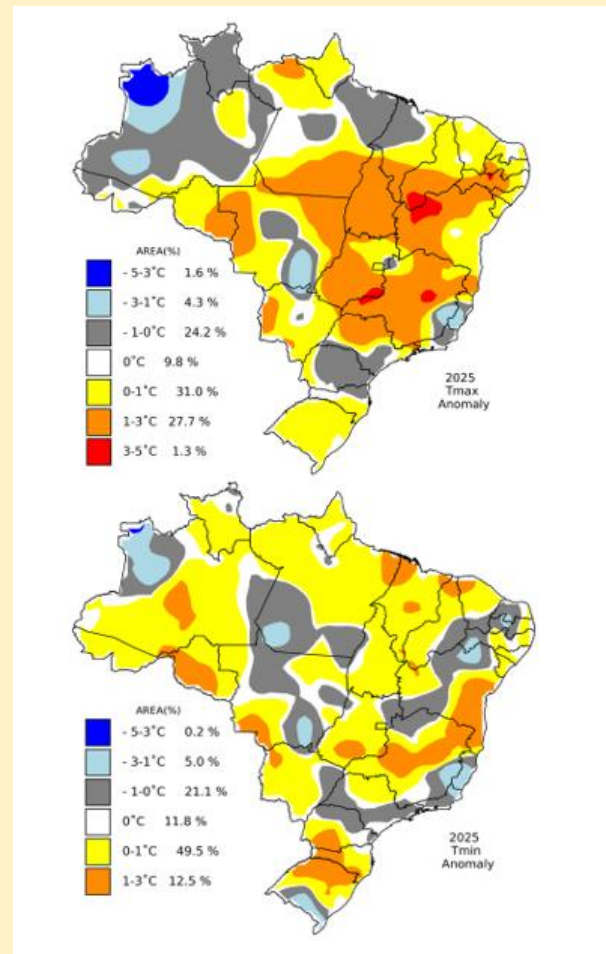 AREA(%)
- 5-3˚C 1.6 %
- 3-1˚C 4.3 %
- 1-0˚C 24.2 %
0˚C 9.8 %
0-1˚C 31.0 %
1-3˚C 27.7 %
3-5˚C 1.3 %
2025
Tmax
Anomaly
AREA(%)
- 5-3˚C 0.2 %
- 3-1˚C 5.0 %
- 1-0˚C 21.1 %
0˚C 11.8 %
0-1˚C 49.5 %
1-3˚C 12.5 %
2025
Tmin
Anomaly